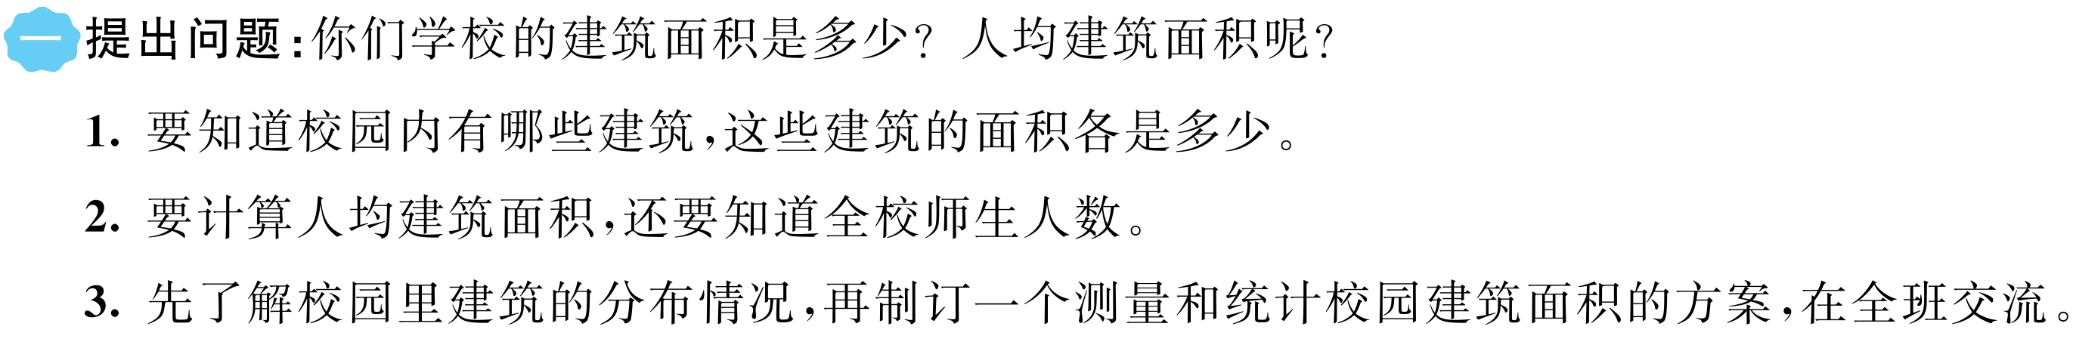 一 提出问题:你们学校的建筑面积是多少？人均建筑面积呢？
1. 要知道校园内有哪些建筑,这些建筑的面积各是多少。
2. 要计算人均建筑面积,还要知道全校师生人数。
3. 先了解校园里建筑的分布情况,再制订一个测量和统计校园建筑面积的方案,在全班交流。